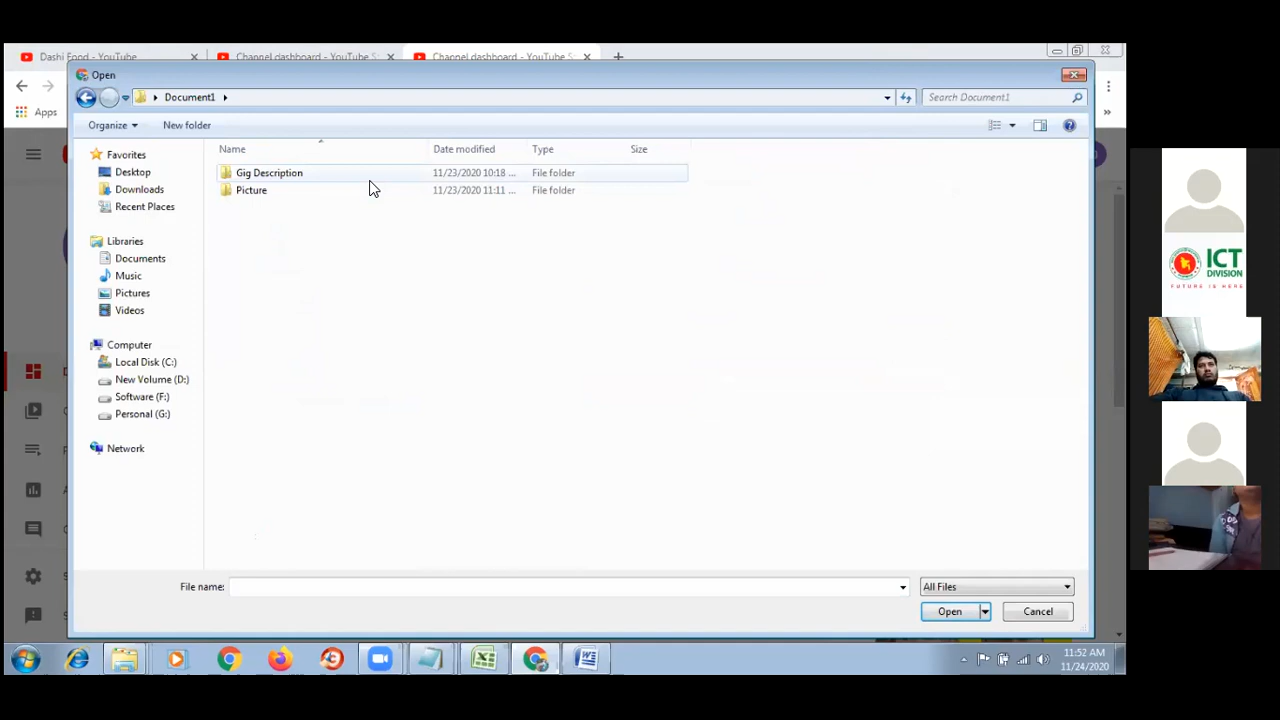 Dashi Food - YouTube
Channel dashboard - YouTube S
Channel dashboard - YouTube S
Apps
Open
Document1
Search Document1
Organize
New folder
Name
Date modified
Type
Size
Gig Description
11/23/2020 10:18 ...
File folder
Picture
11/23/2020 11:11 ...
File folder
Favorites
Desktop
Downloads
Recent Places
Libraries
Documents
Music
Pictures
Videos
Computer
Local Disk (C:)
New Volume (D:)
Software (F:)
Personal (G:)
Network
File name:
All Files
Open
Cancel
11:52 AM
11/24/2020
ICT
DIVISION
FUTURE IS HERE